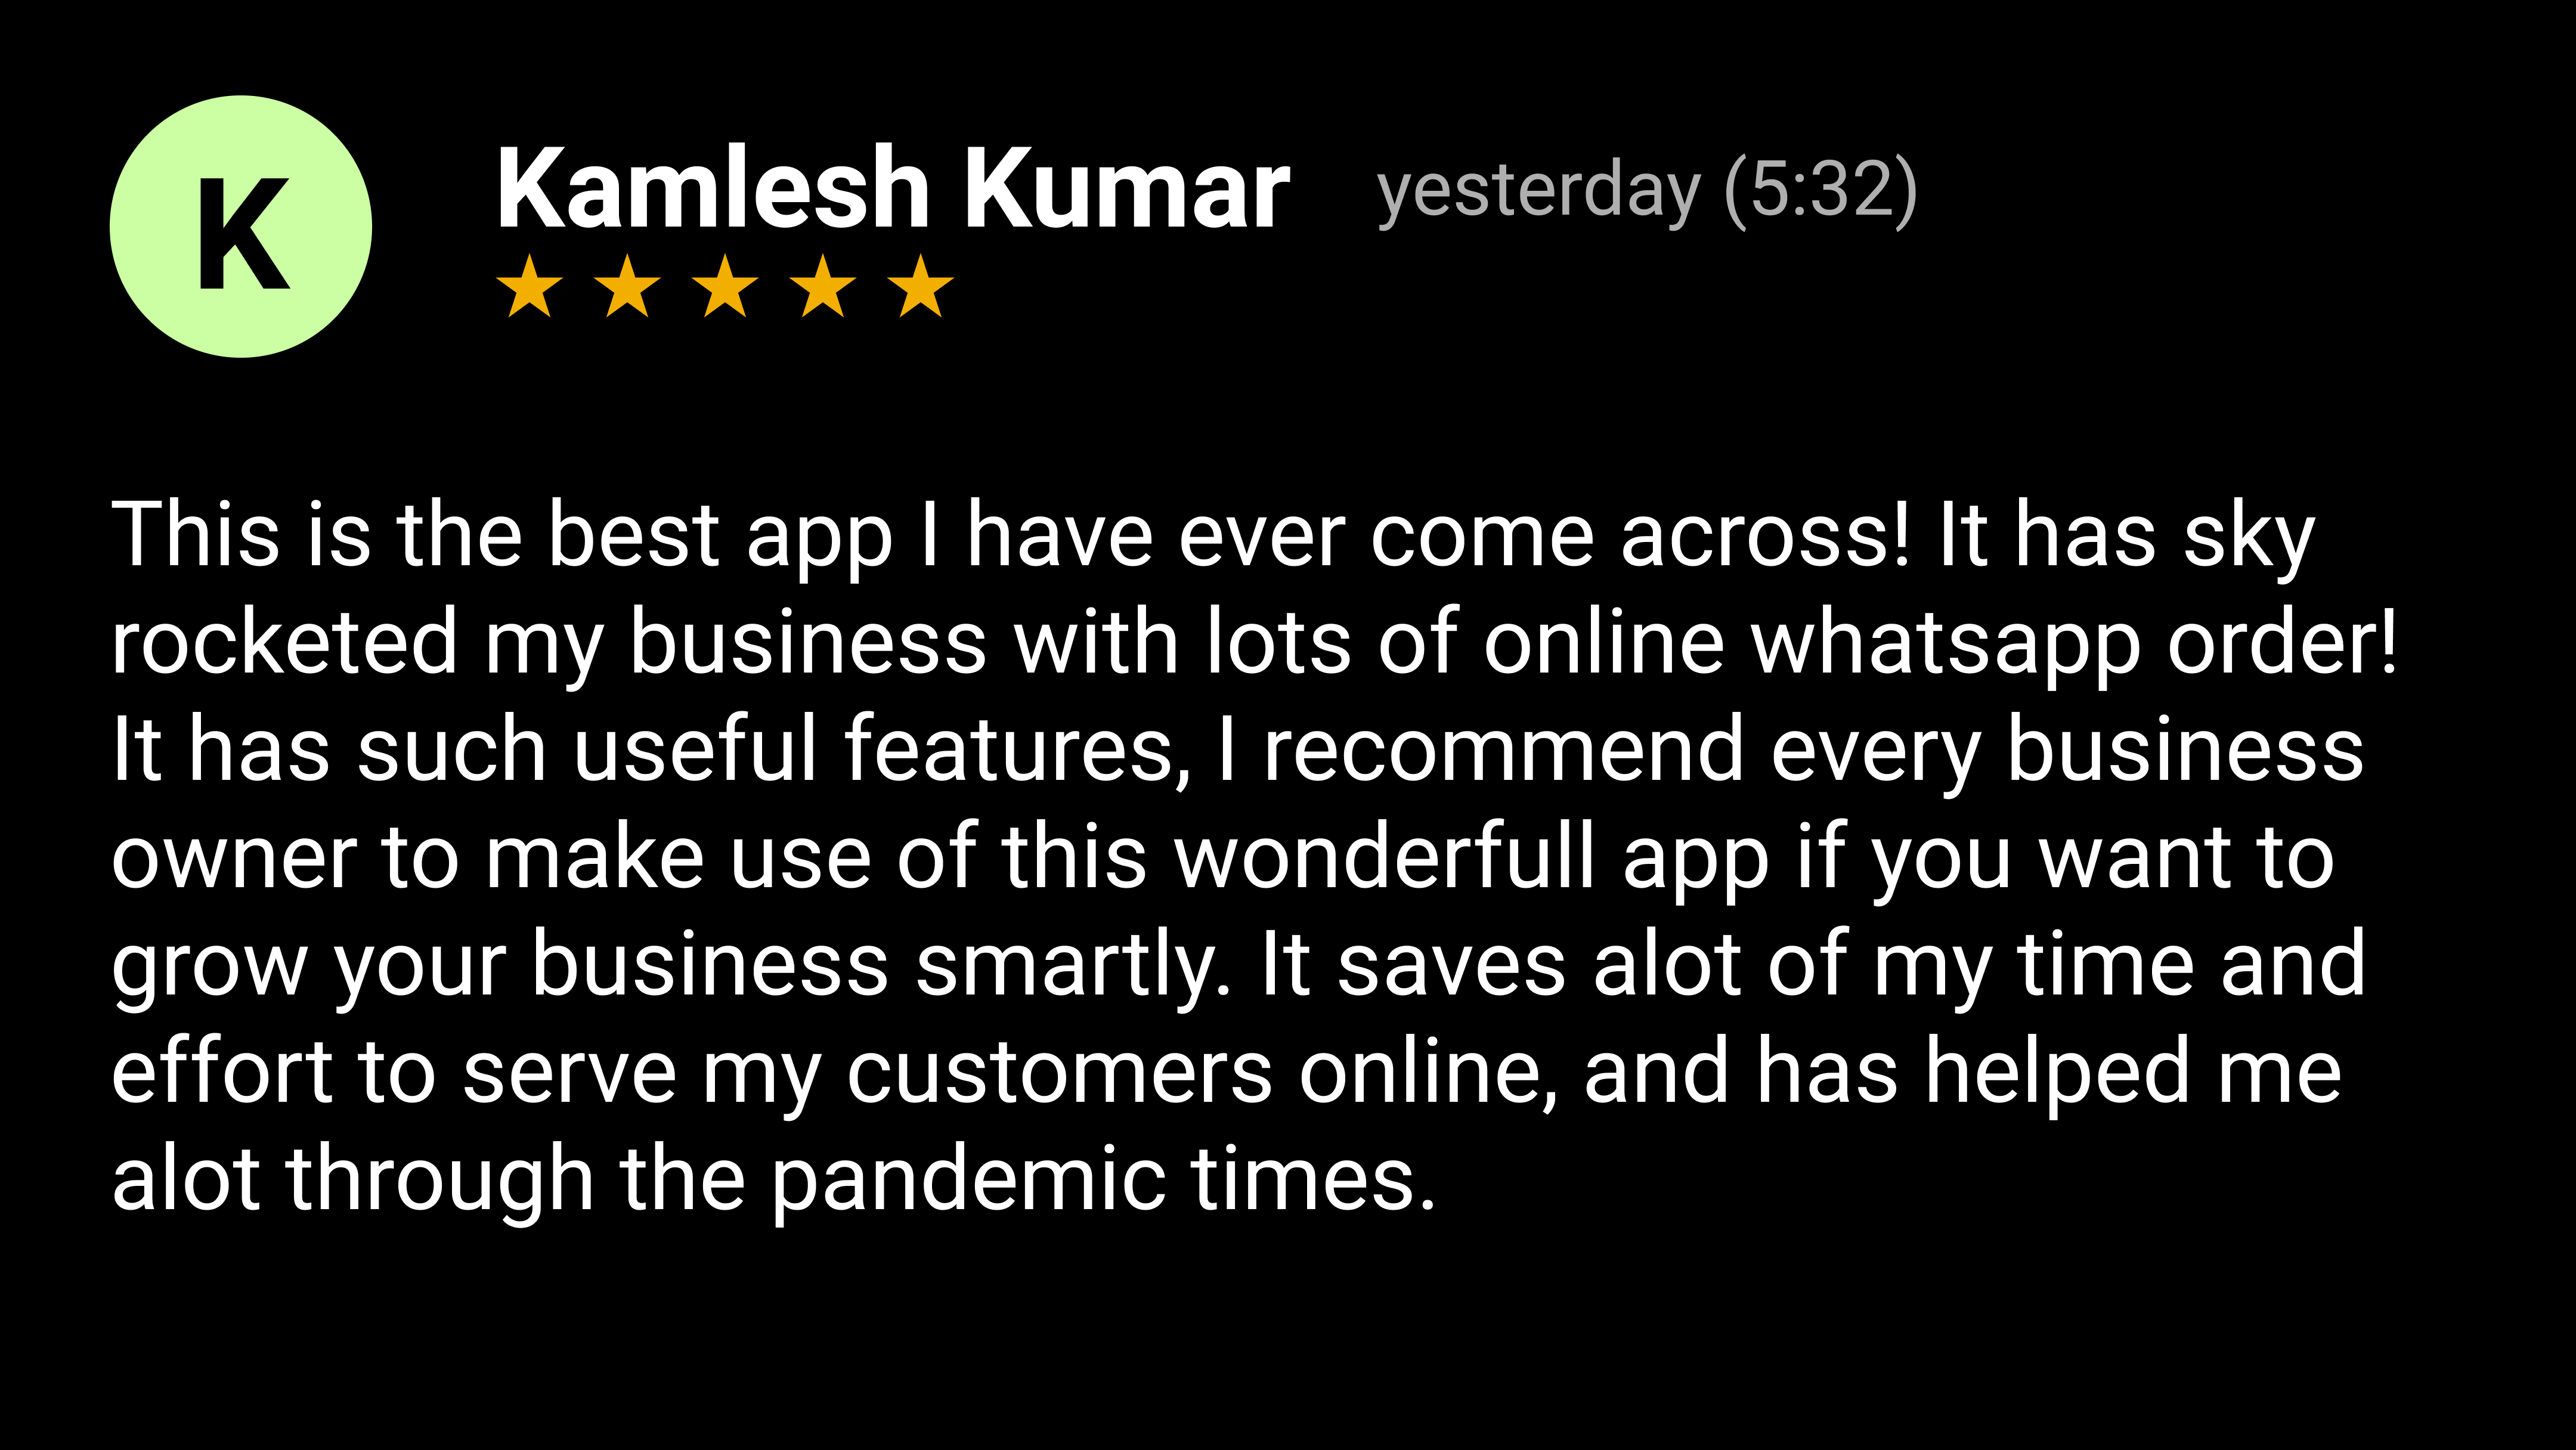 K
Kamlesh Kumar yesterday (5:32)
★ ★ ★ ★ ★
This is the best app I have ever come across! It has sky
rocketed my business with lots of online whatsapp order!
It has such useful features, I recommend every business
owner to make use of this wonderfull app if you want to
grow your business smartly. It saves alot of my time and
effort to serve my customers online, and has helped me
alot through the pandemic times.